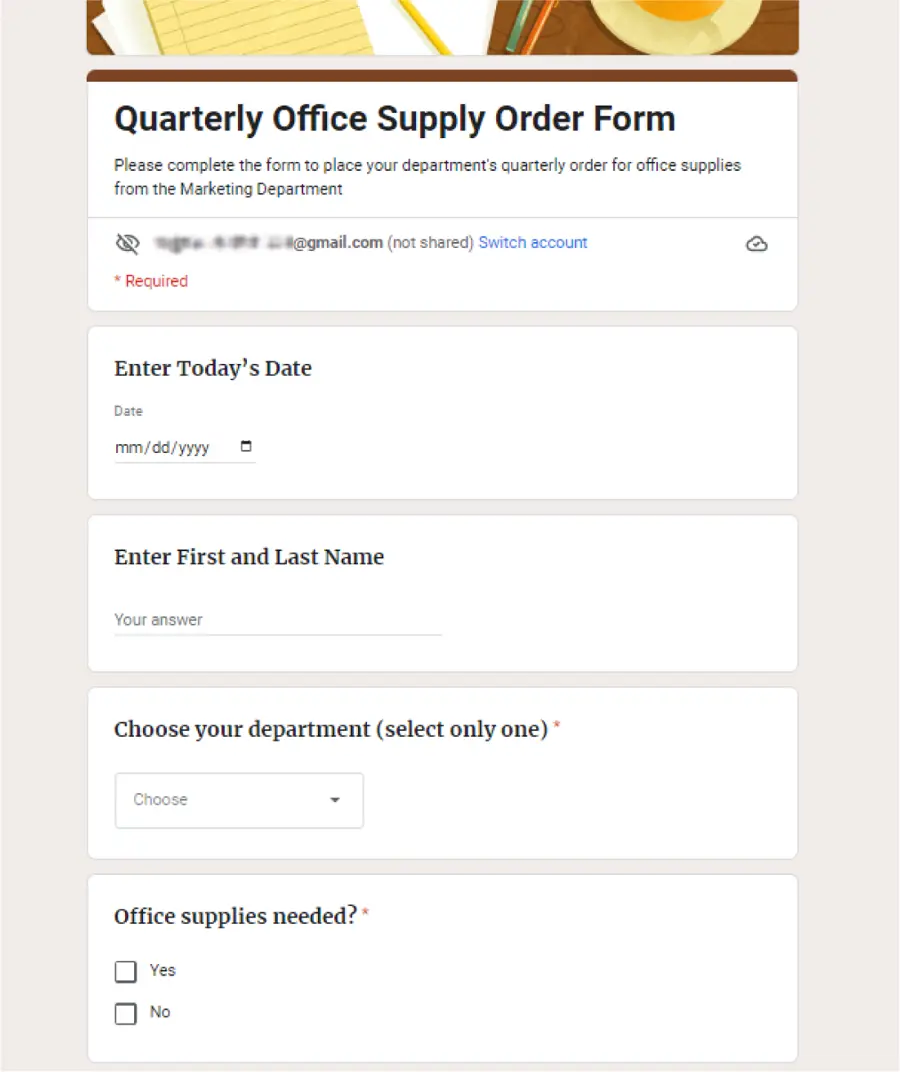 Quarterly Office Supply Order Form
Please complete the form to place your department's quarterly order for office supplies
from the Marketing Department
@gmail.com (not shared) Switch account
* Required
Enter Today’s Date
Date
mm/dd/yyyy
Enter First and Last Name
Your answer
Choose your department (select only one) *
Choose
Office supplies needed? *
Yes
No